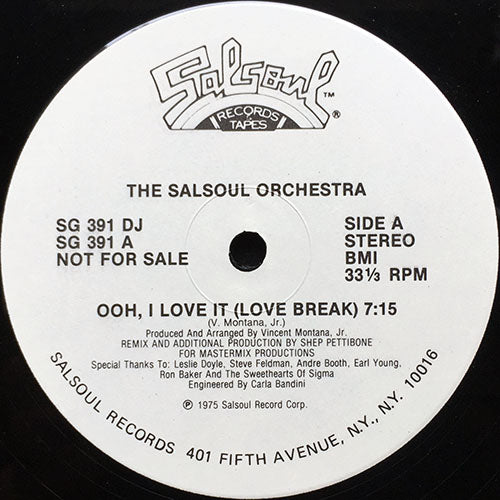 Salsoul™
RECORDS
& TAPES ®
THE SALSOUL ORCHESTRA
SG 391 DJ
SG 391 A
NOT FOR SALE
SIDE A
STEREO
BMI
33⅓ RPM
OOH, I LOVE IT (LOVE BREAK) 7:15
(V. Montana, Jr.)
Produced And Arranged By Vincent Montana, Jr.
REMIX AND ADDITIONAL PRODUCTION BY SHEP PETTIBONE
FOR MASTERMIX PRODUCTIONS
Special Thanks To: Leslie Doyle, Steve Feldman, Andre Booth, Earl Young,
Ron Baker And The Sweethearts Of Sigma
Engineered By Carla Bandini
℗ 1975 Salsoul Record Corp.
SALSOUL RECORDS 401 FIFTH AVENUE, N.Y., N.Y. 10016